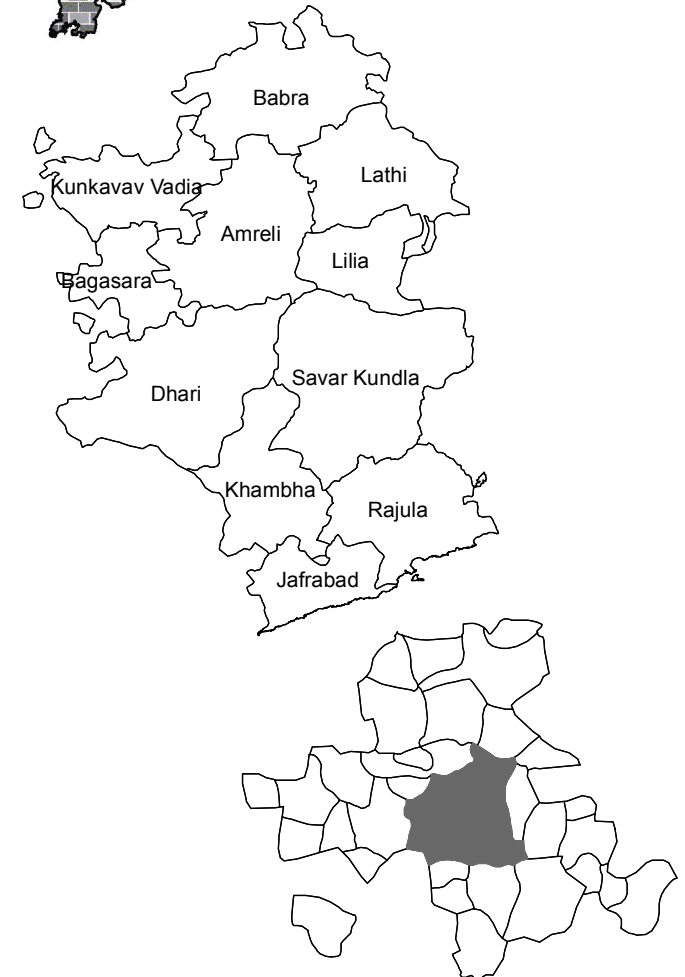 Babra
Lathi
Kunkavav Vadia
Amreli
Lilia
Bagasara
Savar Kundla
Dhari
Khambha
Rajula
Jafrabad